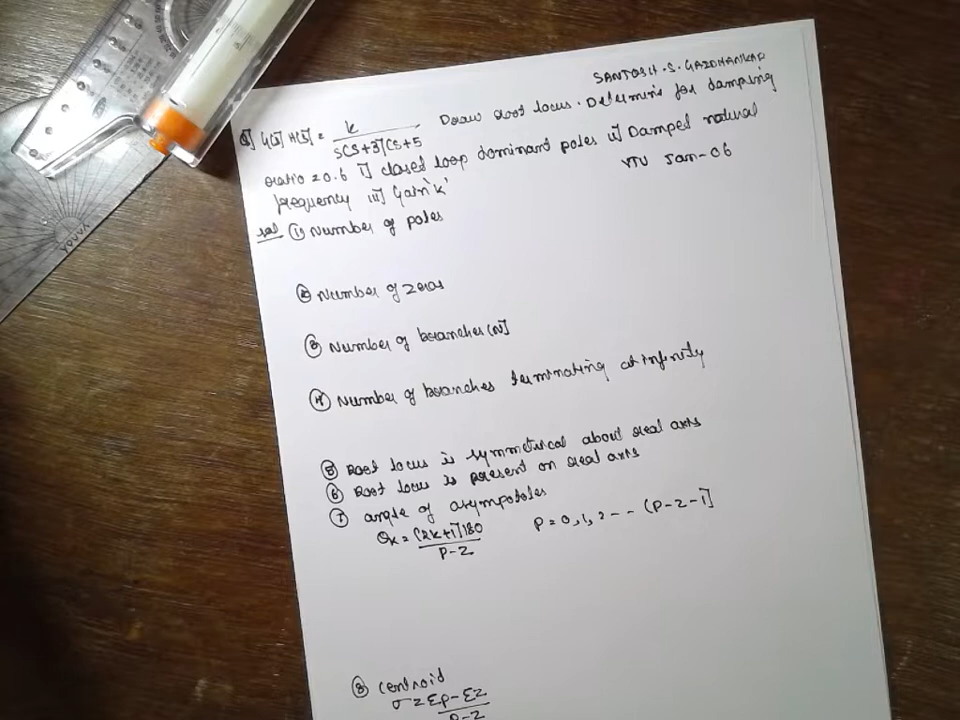 SANTOSH.S.GAZDHANKAR
Q] G(s) H(s) = k / s(s+3)(s+5 Draw root locus. Determine for damping
ratio = 0.6 i] closed loop dominant poles ii] Damped natural
frequency iii] Gain 'k' VTU Jan-06
sol (1) Number of poles
(2) Number of zeros
(3) Number of branches (N)
(4) Number of branches terminating at infinity
(5) Root locus is symmetrical about real axis
(6) Root locus is present on real axis
(7) angle of asymptotes
θk = (2k+1)180 / P-Z P = 0, 1, 2 -- - (P-Z-1]
(8) centroid
σ = Σp - Σz / P-Z
YOUVA